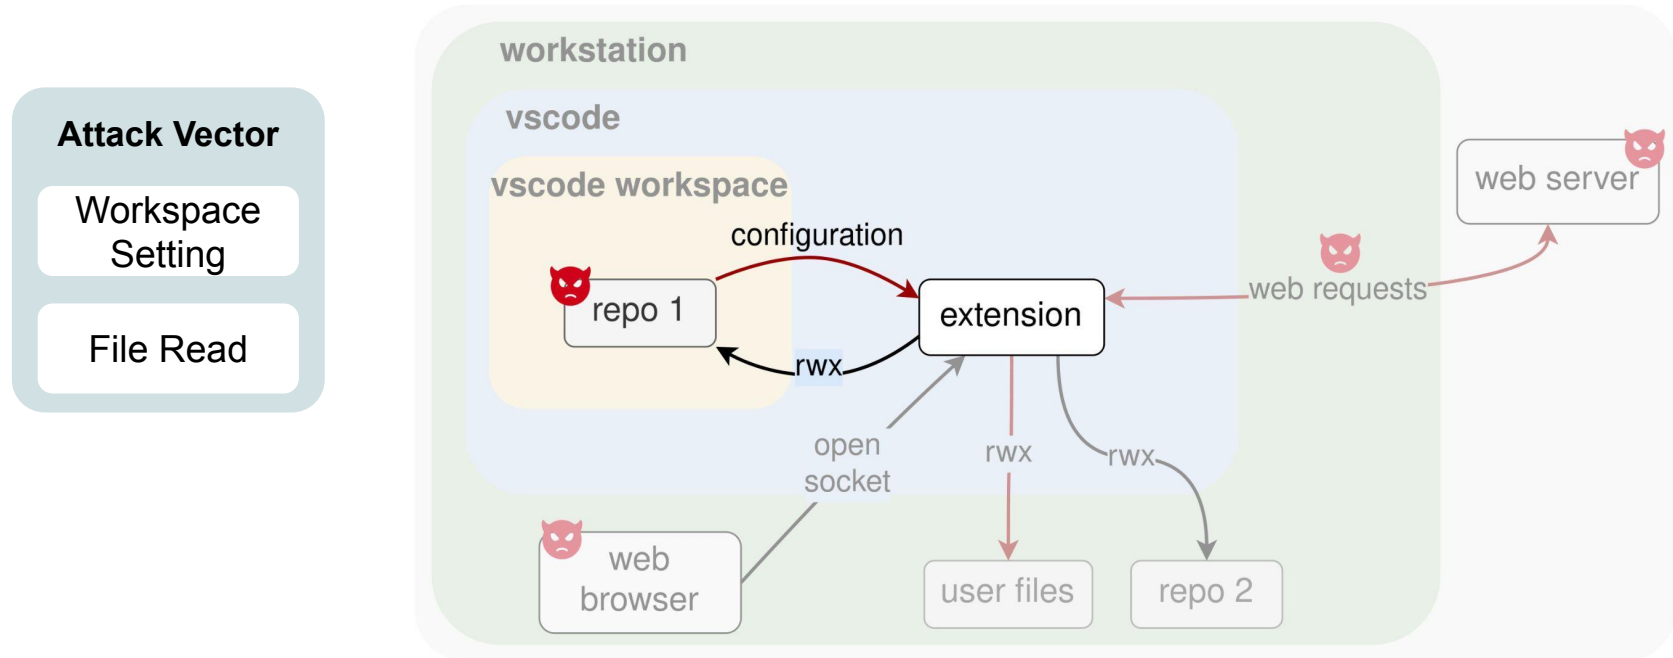 Attack Vector
Workspace
Setting
File Read
workstation
vscode
vscode workspace
configuration
repo 1
extension
rwx
web requests
web server
open
socket
rwx
rwx
web
browser
user files
repo 2